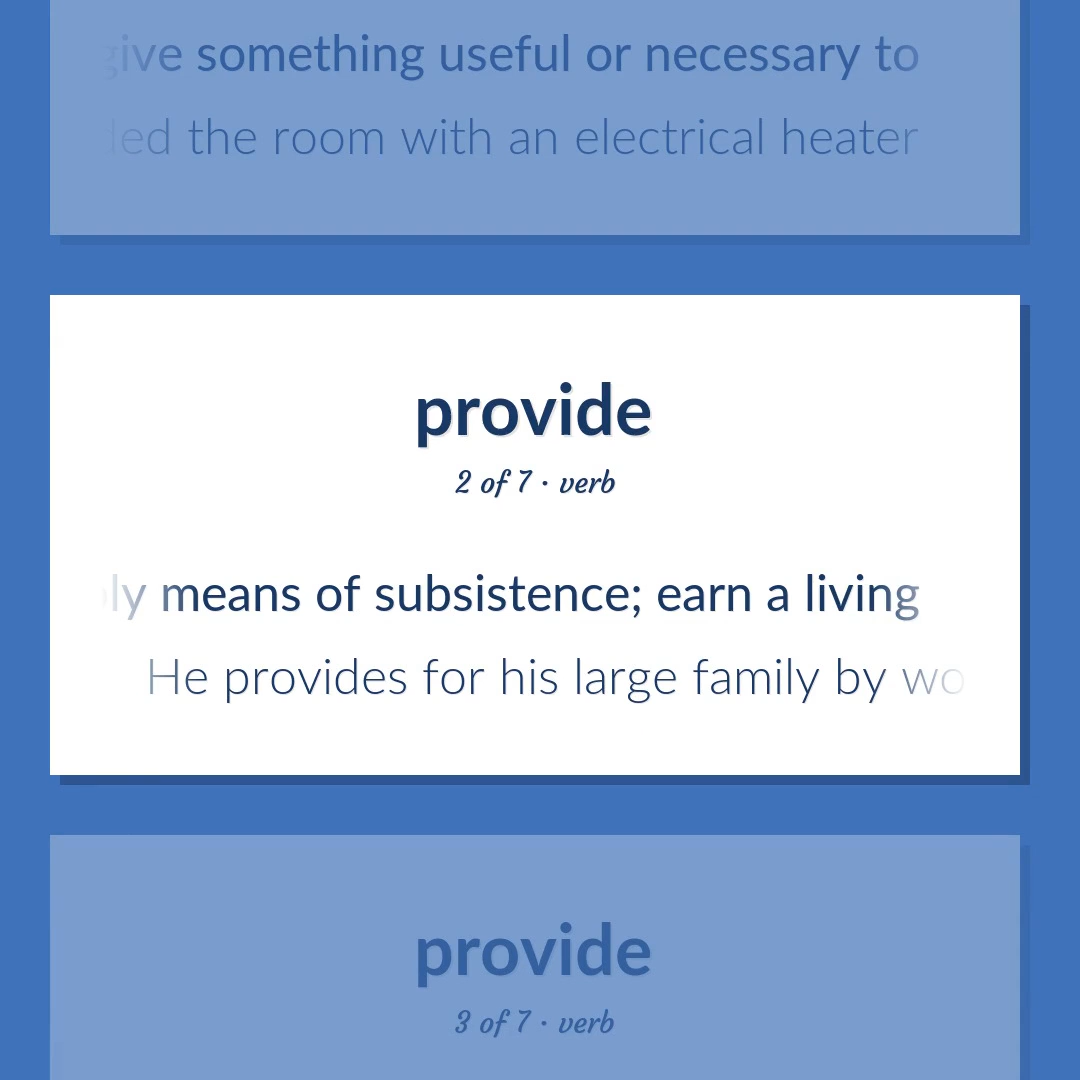 give something useful or necessary to
the room with an electrical heater
provide
2 of 7 · verb
means of subsistence; earn a living
He provides for his large family by
provide
3 of 7 · verb